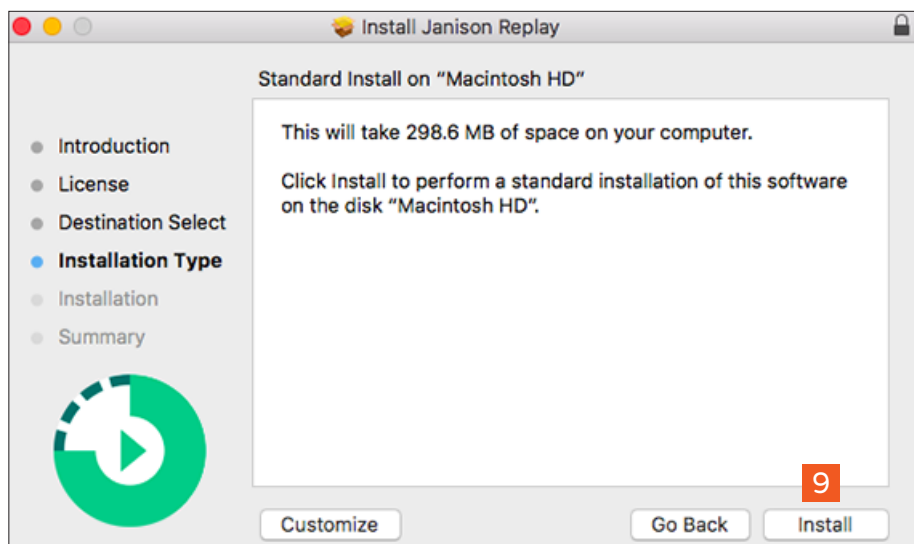 Install Janison Replay
Standard Install on “Macintosh HD”
Introduction
License
Destination Select
Installation Type
Installation
Summary
This will take 298.6 MB of space on your computer.
Click Install to perform a standard installation of this software
on the disk “Macintosh HD”.
9
Customize
Go Back
Install